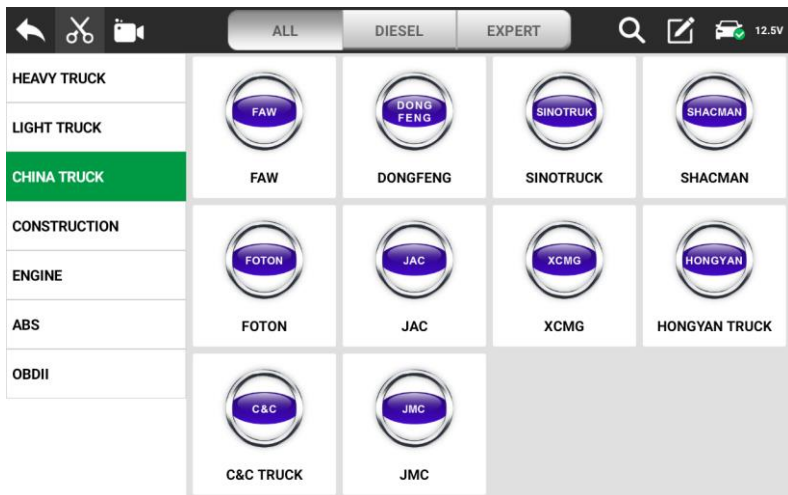 ALL
DIESEL
EXPERT
12.5V
HEAVY TRUCK
LIGHT TRUCK
CHINA TRUCK
CONSTRUCTION
ENGINE
ABS
OBDII
FAW
FAW
DONG
FENG
DONGFENG
SINOTRUK
SINOTRUCK
SHACMAN
SHACMAN
FOTON
FOTON
JAC
JAC
XCMG
XCMG
HONGYAN
HONGYAN TRUCK
C&C
C&C TRUCK
JMC
JMC